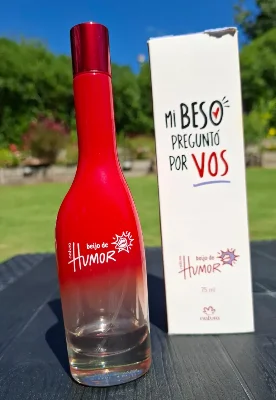 beijo de
HUMOR
MI BESO
PREGUNTÓ
POR VOS
beijo de
HUMOR
75 ml
natura